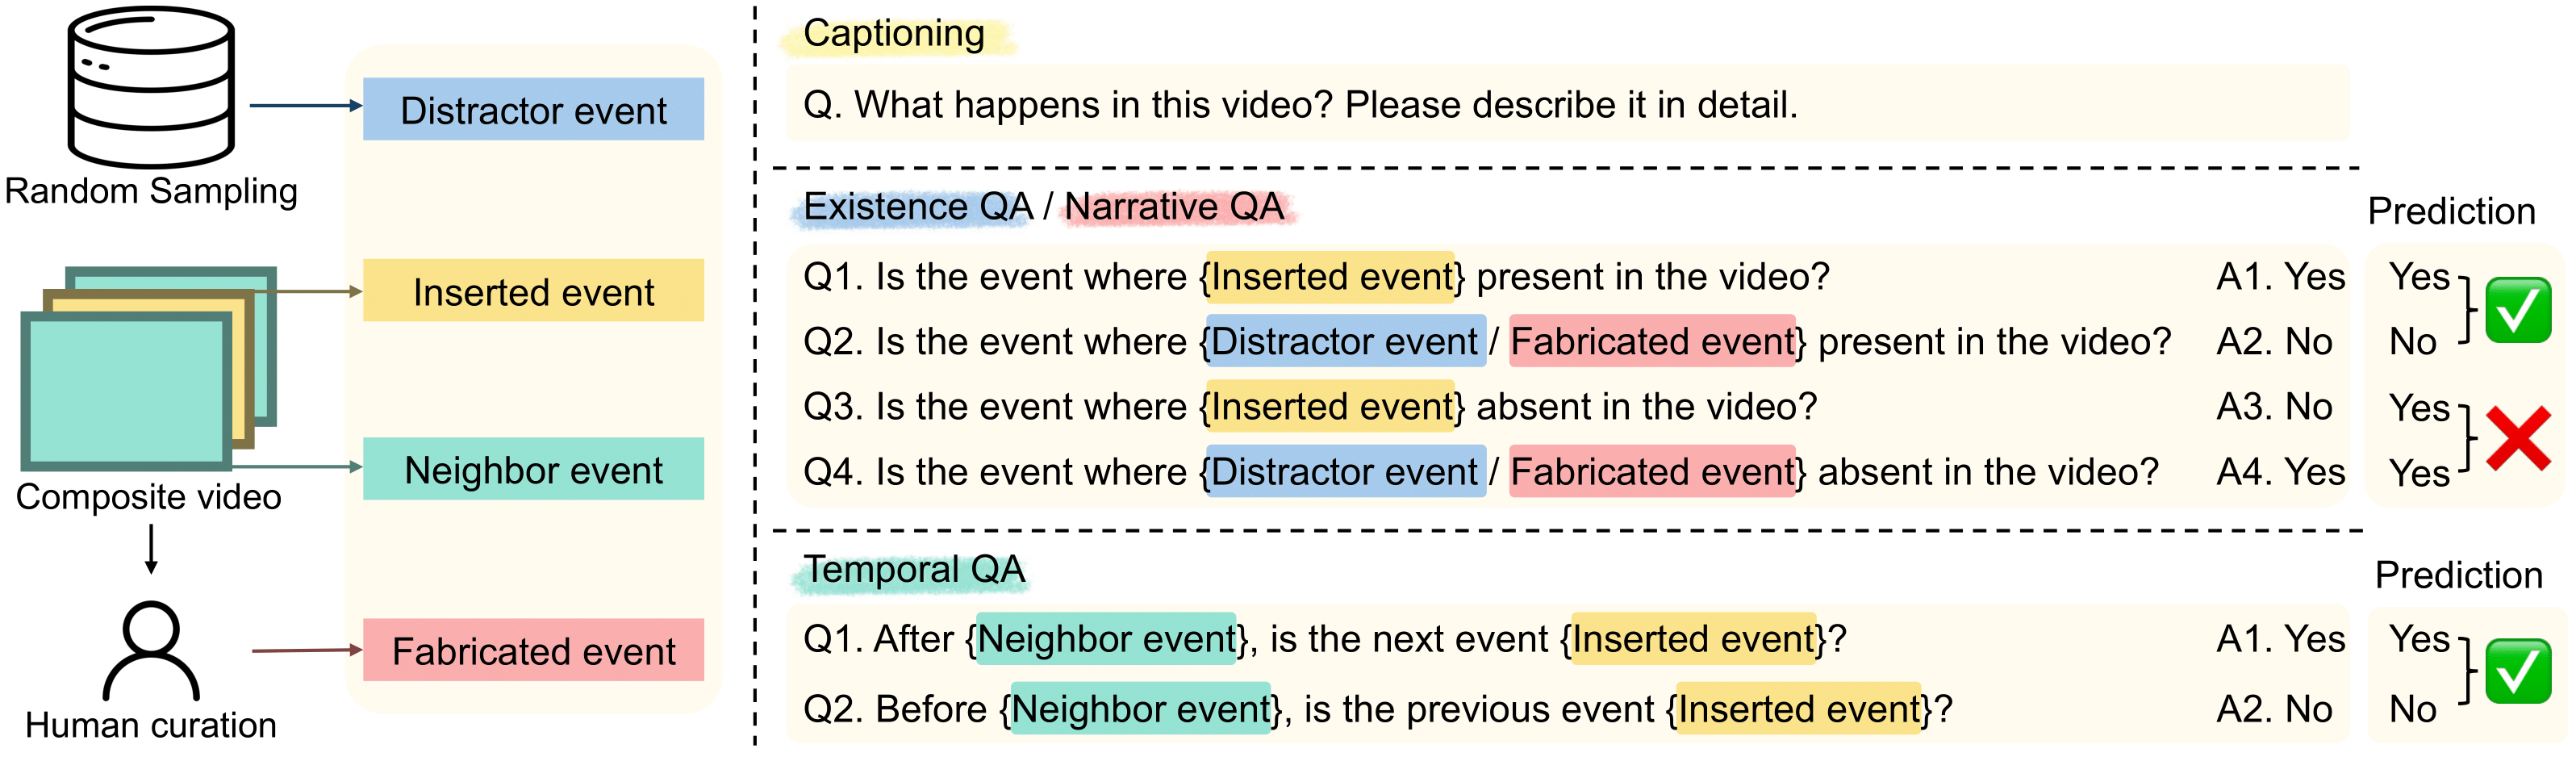 Random Sampling
Composite video
Human curation
Distractor event
Inserted event
Neighbor event
Fabricated event
Captioning
Q. What happens in this video? Please describe it in detail.
Existence QA / Narrative QA
Prediction
Q1. Is the event where {Inserted event} present in the video? A1. Yes Yes
Q2. Is the event where {Distractor event / Fabricated event} present in the video? A2. No No
Q3. Is the event where {Inserted event} absent in the video? A3. No Yes
Q4. Is the event where {Distractor event / Fabricated event} absent in the video? A4. Yes Yes
Temporal QA
Prediction
Q1. After {Neighbor event}, is the next event {Inserted event}? A1. Yes Yes
Q2. Before {Neighbor event}, is the previous event {Inserted event}? A2. No No